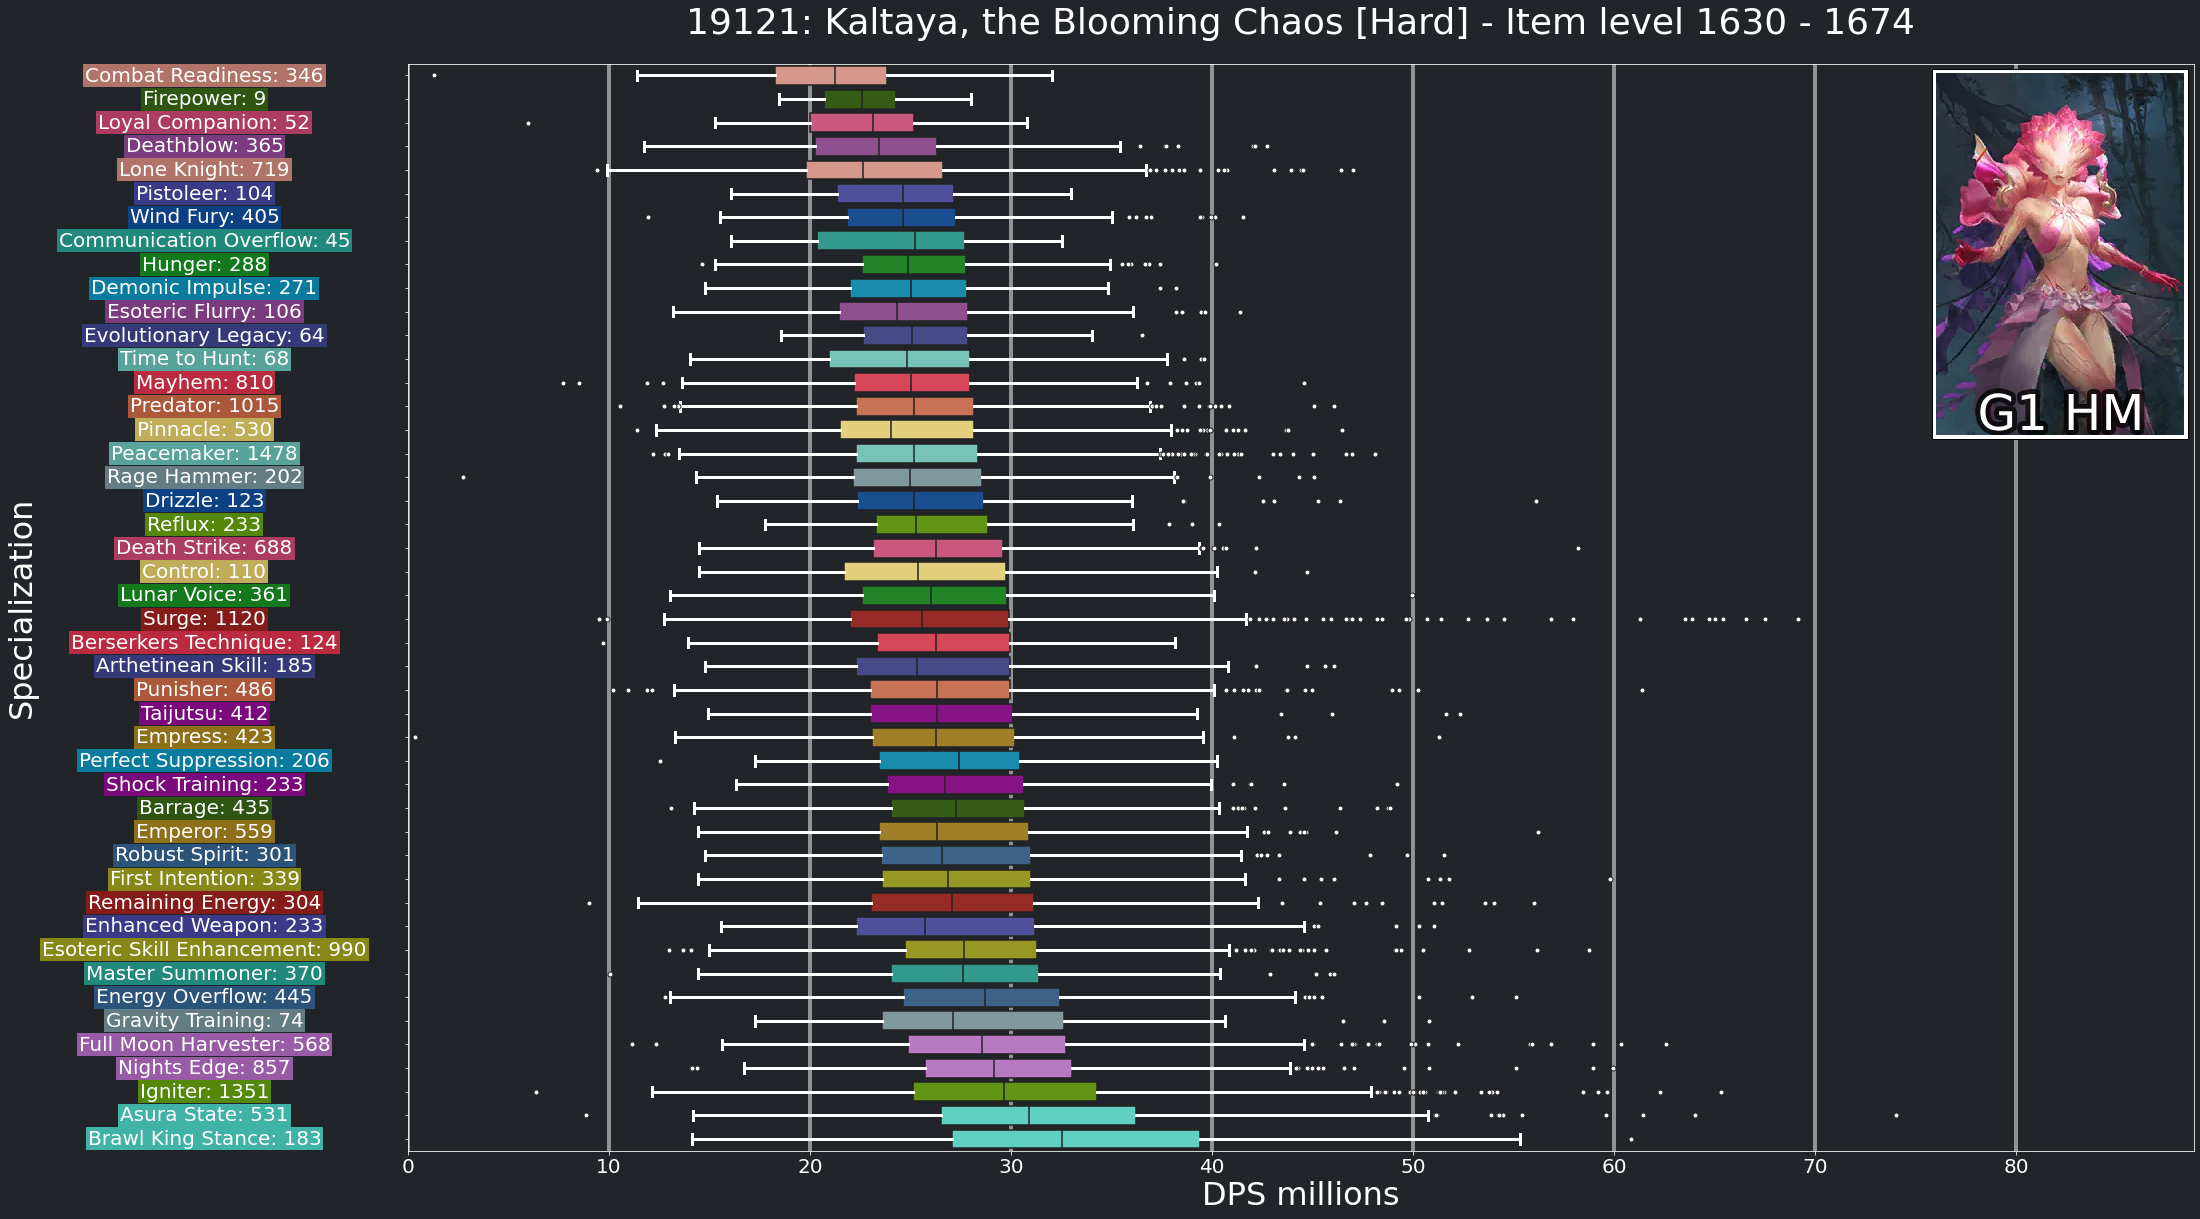 19121: Kaltaya, the Blooming Chaos [Hard] - Item level 1630 - 1674
Specialization
Combat Readiness: 346
Firepower: 9
Loyal Companion: 52
Deathblow: 365
Lone Knight: 719
Pistoleer: 104
Wind Fury: 405
Communication Overflow: 45
Hunger: 288
Demonic Impulse: 271
Esoteric Flurry: 106
Evolutionary Legacy: 64
Time to Hunt: 68
Mayhem: 810
Predator: 1015
Pinnacle: 530
Peacemaker: 1478
Rage Hammer: 202
Drizzle: 123
Reflux: 233
Death Strike: 688
Control: 110
Lunar Voice: 361
Surge: 1120
Berserkers Technique: 124
Arthetinean Skill: 185
Punisher: 486
Taijutsu: 412
Empress: 423
Perfect Suppression: 206
Shock Training: 233
Barrage: 435
Emperor: 559
Robust Spirit: 301
First Intention: 339
Remaining Energy: 304
Enhanced Weapon: 233
Esoteric Skill Enhancement: 990
Master Summoner: 370
Energy Overflow: 445
Gravity Training: 74
Full Moon Harvester: 568
Nights Edge: 857
Igniter: 1351
Asura State: 531
Brawl King Stance: 183
G1 HM
0 10 20 30 40 50 60 70 80
DPS millions